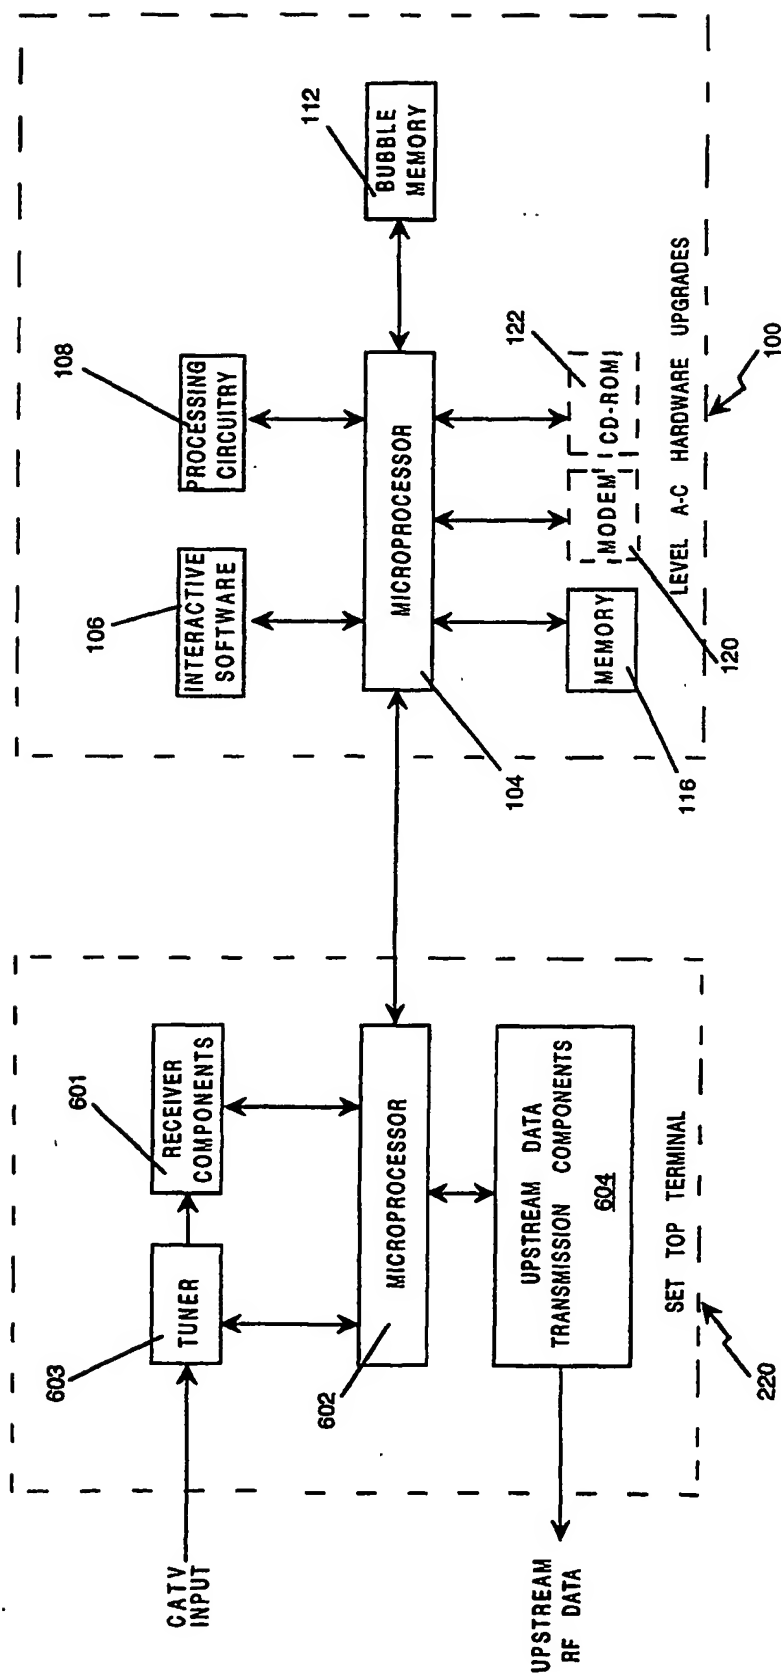 CATV
INPUT
603
TUNER
601
RECEIVER
COMPONENTS
602
MICROPROCESSOR
UPSTREAM DATA
TRANSMISSION COMPONENTS
604
UPSTREAM
RF DATA
SET TOP TERMINAL
220
106
INTERACTIVE
SOFTWARE
108
PROCESSING
CIRCUITRY
112
BUBBLE
MEMORY
MICROPROCESSOR
104
MEMORY
116
MODEM
120
CD-ROM
122
LEVEL A-C HARDWARE UPGRADES
100